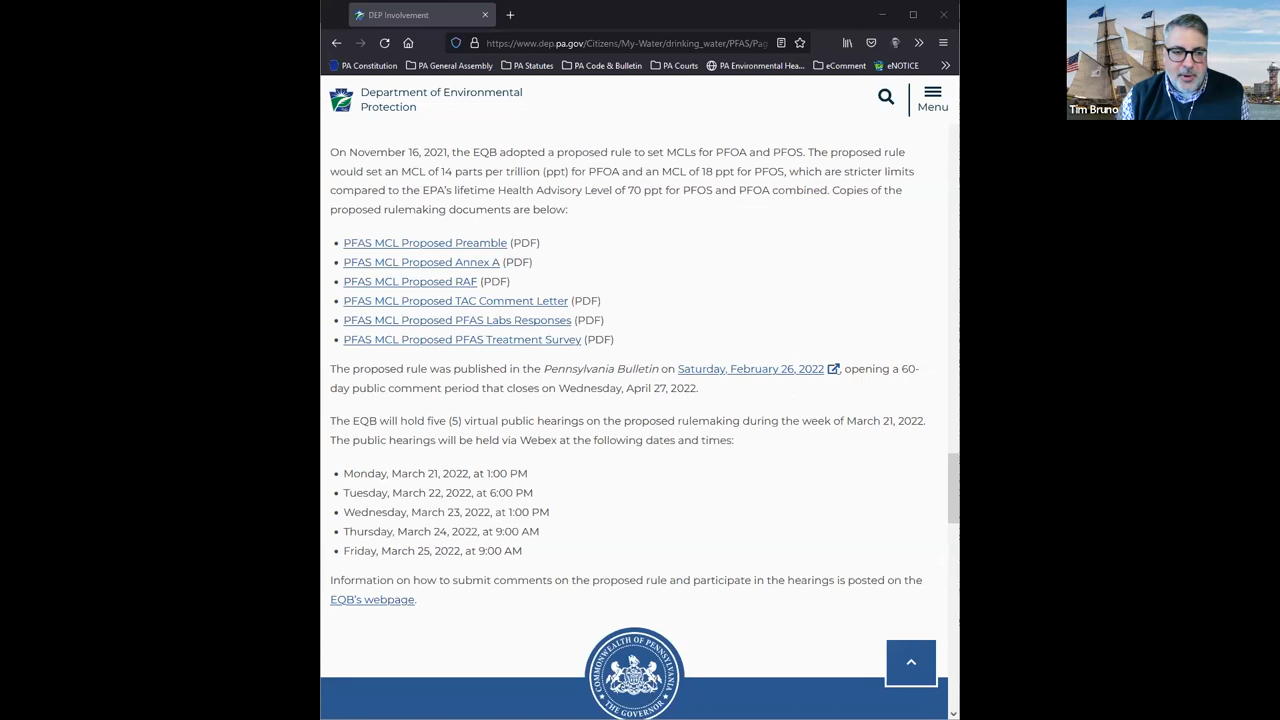 DEP Involvement
https://www.dep.pa.gov/Citizens/My-Water/drinking_water/PFAS/Pag
PA Constitution PA General Assembly PA Statutes PA Code & Bulletin PA Courts PA Environmental Hea... eComment eNOTICE
Department of Environmental
Protection
Menu
Tim Bruno
On November 16, 2021, the EQB adopted a proposed rule to set MCLs for PFOA and PFOS. The proposed rule
would set an MCL of 14 parts per trillion (ppt) for PFOA and an MCL of 18 ppt for PFOS, which are stricter limits
compared to the EPA's lifetime Health Advisory Level of 70 ppt for PFOS and PFOA combined. Copies of the
proposed rulemaking documents are below:
• PFAS MCL Proposed Preamble (PDF)
• PFAS MCL Proposed Annex A (PDF)
• PFAS MCL Proposed RAF (PDF)
• PFAS MCL Proposed TAC Comment Letter (PDF)
• PFAS MCL Proposed PFAS Labs Responses (PDF)
• PFAS MCL Proposed PFAS Treatment Survey (PDF)
The proposed rule was published in the Pennsylvania Bulletin on Saturday, February 26, 2022, opening a 60-
day public comment period that closes on Wednesday, April 27, 2022.
The EQB will hold five (5) virtual public hearings on the proposed rulemaking during the week of March 21, 2022.
The public hearings will be held via Webex at the following dates and times:
• Monday, March 21, 2022, at 1:00 PM
• Tuesday, March 22, 2022, at 6:00 PM
• Wednesday, March 23, 2022, at 1:00 PM
• Thursday, March 24, 2022, at 9:00 AM
• Friday, March 25, 2022, at 9:00 AM
Information on how to submit comments on the proposed rule and participate in the hearings is posted on the
EQB's webpage.
COMMONWEALTH OF PENNSYLVANIA
THE GOVERNOR